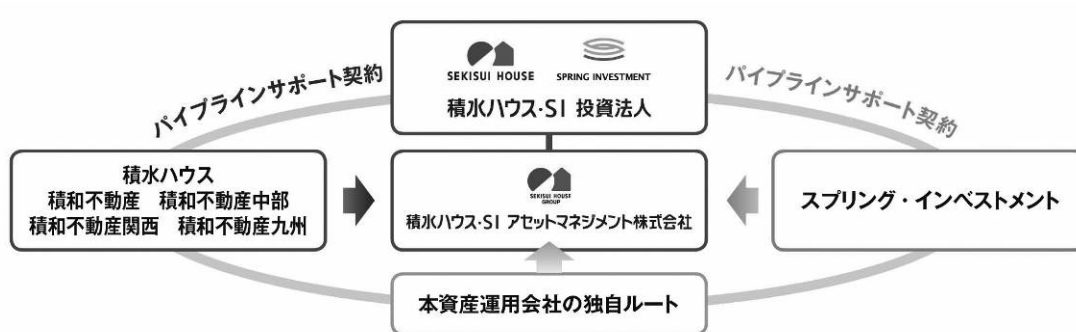 SEKISUI HOUSE
SPRING INVESTMENT
積水ハウス・SI 投資法人
パイプラインサポート契約
パイプラインサポート契約
積水ハウス
積和不動産 積和不動産中部
積和不動産関西 積和不動産九州
SEKISUI HOUSE
GROUP
積水ハウス・SI アセットマネジメント株式会社
スプリング・インベストメント
本資産運用会社の独自ルート